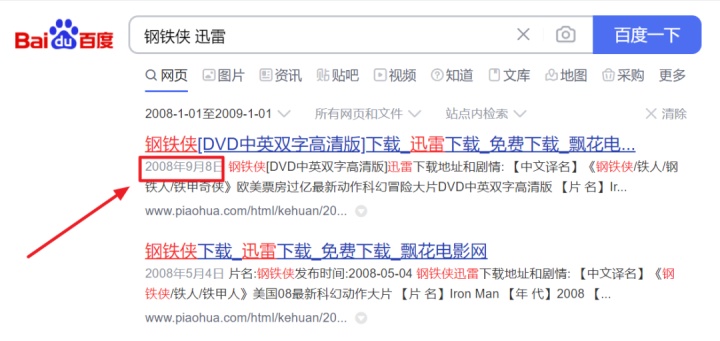 Bai du 百度
钢铁侠 迅雷
百度一下
网页 图片 资讯 贴吧 视频 知道 文库 地图 采购 更多
2008-1-01至2009-1-01 所有网页和文件 站点内检索 清除
钢铁侠[DVD中英双字高清版]下载_迅雷下载_免费下载_飘花电...
2008年9月8日 钢铁侠[DVD中英双字高清版]迅雷下载地址和剧情: 【中文译名】《钢铁侠/铁人/钢
铁人/铁甲奇侠》欧美票房过亿最新动作科幻冒险大片DVD中英双字高清版 【片 名】Ir...
www.piaohua.com/html/kehuan/20...
钢铁侠下载_迅雷下载_免费下载_飘花电影网
2008年5月4日 片名:钢铁侠发布时间:2008-05-04 钢铁侠迅雷下载地址和剧情: 【中文译名】《钢
铁侠/铁人/铁甲人》美国08最新科幻动作大片 【片 名】Iron Man 【年 代】2008 【...
www.piaohua.com/html/kehuan/20...